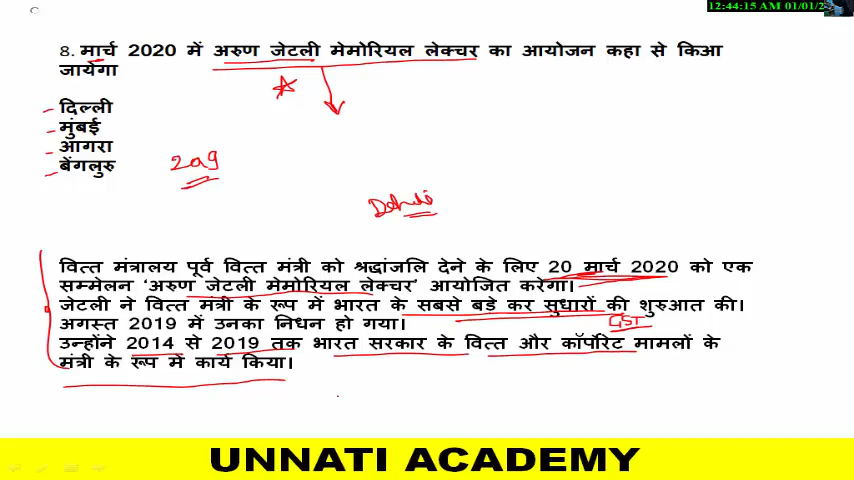 12:44:15 AM 01/01/2
8. मार्च 2020 में अरुण जेटली मेमोरियल लेक्चर का आयोजन कहा से किआ
जायेगा
दिल्ली
मुंबई
आगरा
बेंगलुरु
2019
Delhi
वित्त मंत्रालय पूर्व वित्त मंत्री को श्रद्धांजलि देने के लिए 20 मार्च 2020 को एक
सम्मेलन ‘अरुण जेटली मेमोरियल लेक्चर’ आयोजित करेगा।
जेटली ने वित्त मंत्री के रूप में भारत के सबसे बड़े कर सुधारों की शुरुआत की।
GST
अगस्त 2019 में उनका निधन हो गया।
उन्होंने 2014 से 2019 तक भारत सरकार के वित्त और कॉर्पोरेट मामलों के
मंत्री के रूप में कार्य किया।
UNNATI ACADEMY